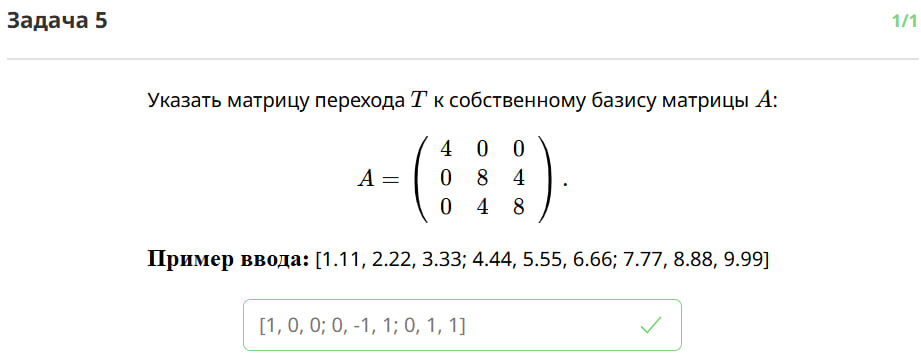 Задача 5
1/1
Указать матрицу перехода T к собственному базису матрицы A:
A = ( 4 0 0
0 8 4
0 4 8 ) .
Пример ввода: [1.11, 2.22, 3.33; 4.44, 5.55, 6.66; 7.77, 8.88, 9.99]
[1, 0, 0; 0, -1, 1; 0, 1, 1]